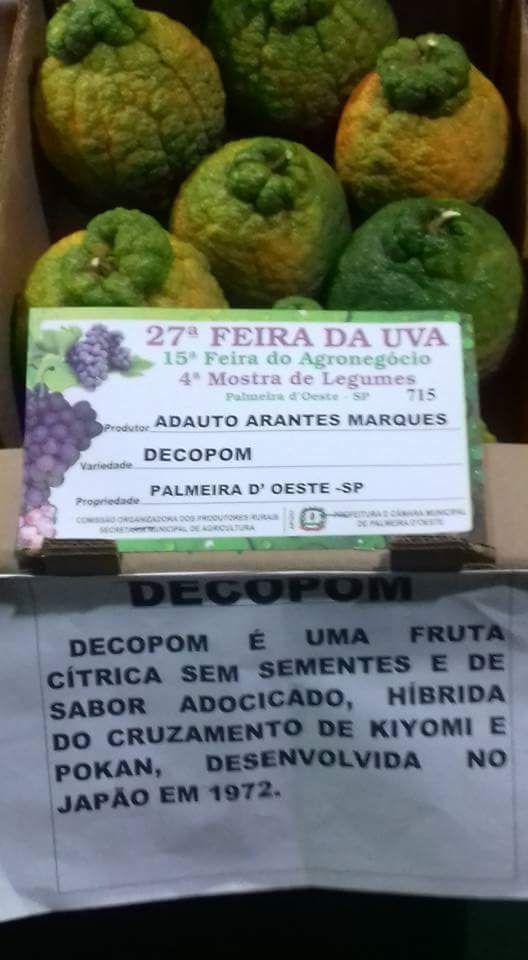 27ª FEIRA DA UVA
15ª Feira do Agronegócio
4ª Mostra de Legumes
Palmeira d'Oeste - SP 715
Produtor ADAUTO ARANTES MARQUES
Variedade DECOPOM
Propriedade PALMEIRA D' OESTE -SP
COMISSÃO ORGANIZADORA DOS PRODUTORES RURAIS
SECRETARIA MUNICIPAL DE AGRICULTURA
APOIO
PREFEITURA E CÂMARA MUNICIPAL
DE PALMEIRA D'OESTE
DECOPOM
DECOPOM É UMA FRUTA
CÍTRICA SEM SEMENTES E DE
SABOR ADOCICADO, HÍBRIDA
DO CRUZAMENTO DE KIYOMI E
POKAN, DESENVOLVIDA NO
JAPÃO EM 1972.